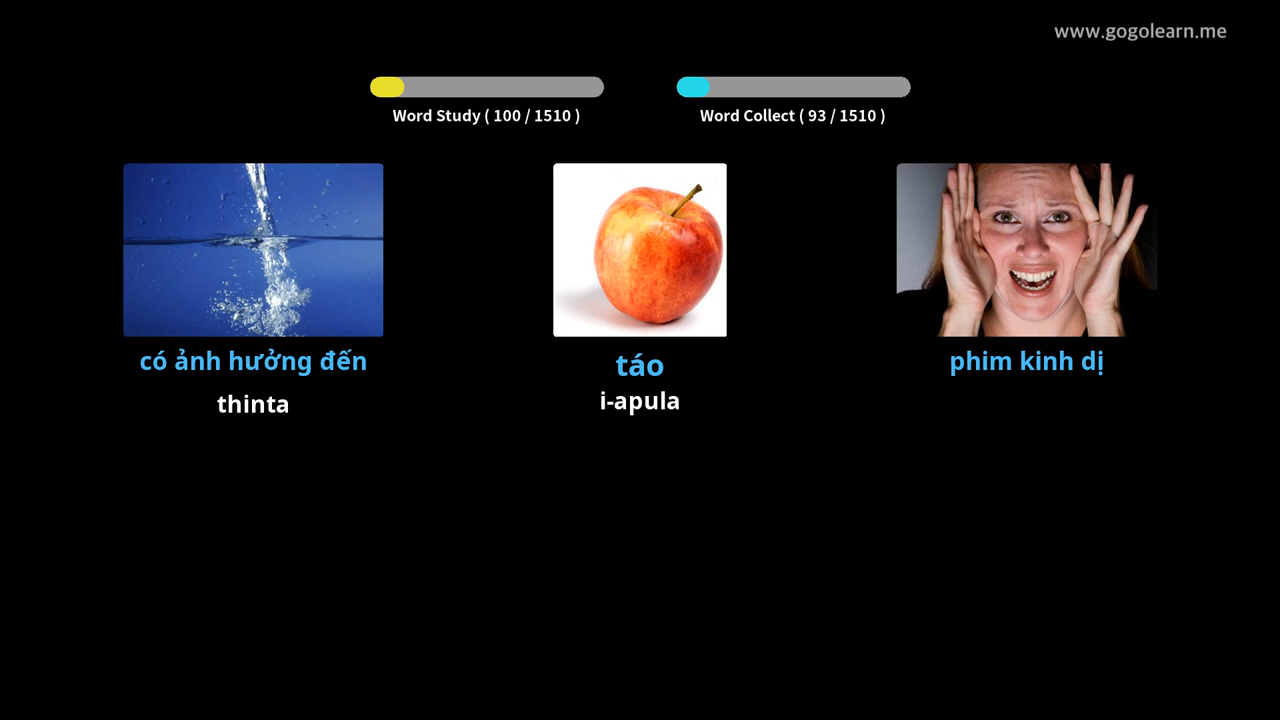 www.gogolearn.me
Word Study ( 100 / 1510 )
Word Collect ( 93 / 1510 )
có ảnh hưởng đến
thinta
táo
i-apula
phim kinh dị